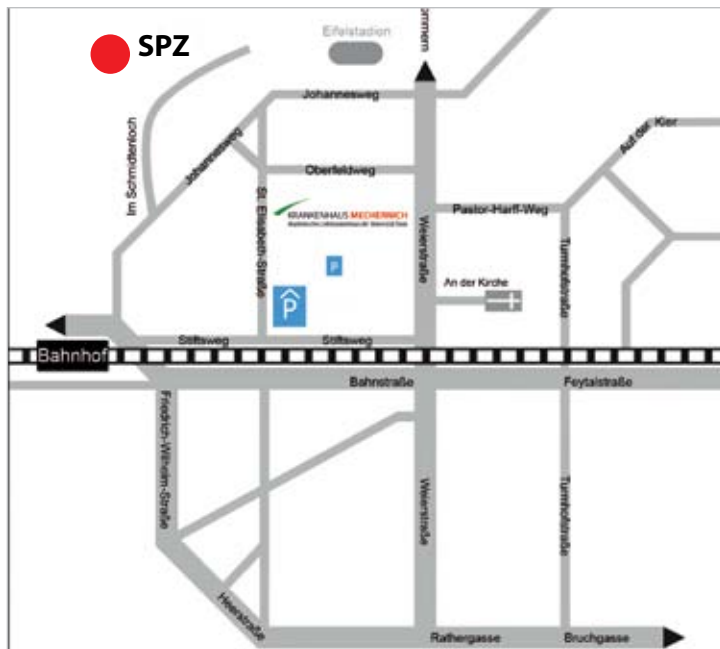 SPZ
Eifelstadion
ommern
Johannesweg
Im Schmidtenloch
Johannesweg
Oberfeldweg
Auf der Kier
St. Elisabeth-Straße
KRANKENHAUS MECHERNICH
Weierstraße
Pastor-Harff-Weg
Turmhofstraße
P
An der Kirche
P
Stiftsweg
Stiftsweg
Bahnhof
Bahnstraße
Feytalstraße
Friedrich-Wilhelm-Straße
Weierstraße
Turmhofstraße
Heerstraße
Rathergasse
Bruchgasse